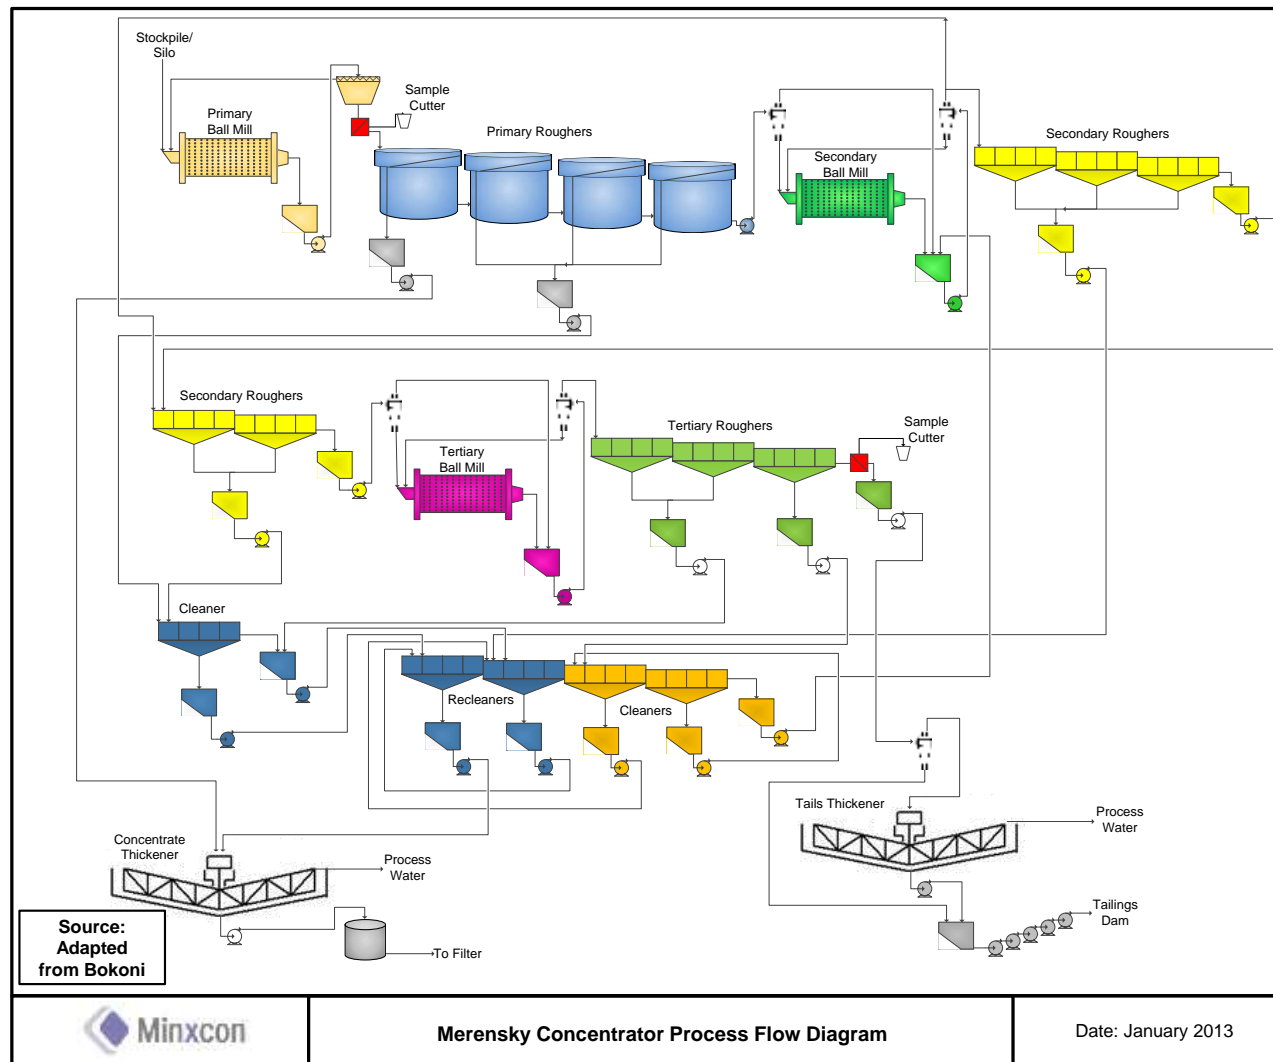 Stockpile/
Silo
Sample
Cutter
Primary
Ball Mill
Primary Roughers
Secondary
Ball Mill
Secondary Roughers
Secondary Roughers
Tertiary
Ball Mill
Tertiary Roughers
Sample
Cutter
Cleaner
Recleaners
Cleaners
Tails Thickener
Process
Water
Concentrate
Thickener
Process
Water
Tailings
Dam
To Filter
Source:
Adapted
from Bokoni
Minxcon
Merensky Concentrator Process Flow Diagram
Date: January 2013